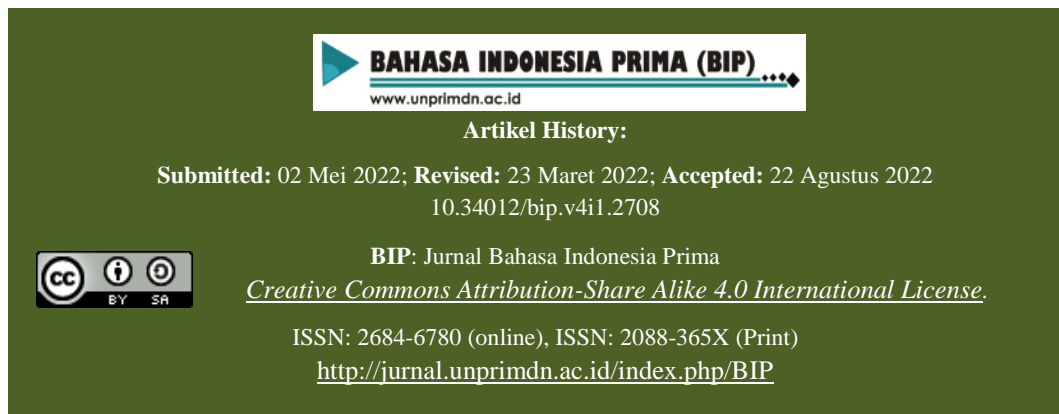 BAHASA INDONESIA PRIMA (BIP)
www.unprimdn.ac.id
Artikel History:
Submitted: 02 Mei 2022; Revised: 23 Maret 2022; Accepted: 22 Agustus 2022
10.34012/bip.v4i1.2708
BIP: Jurnal Bahasa Indonesia Prima
Creative Commons Attribution-Share Alike 4.0 International License.
cc
BY SA
ISSN: 2684-6780 (online), ISSN: 2088-365X (Print)
http://jurnal.unprimdn.ac.id/index.php/BIP